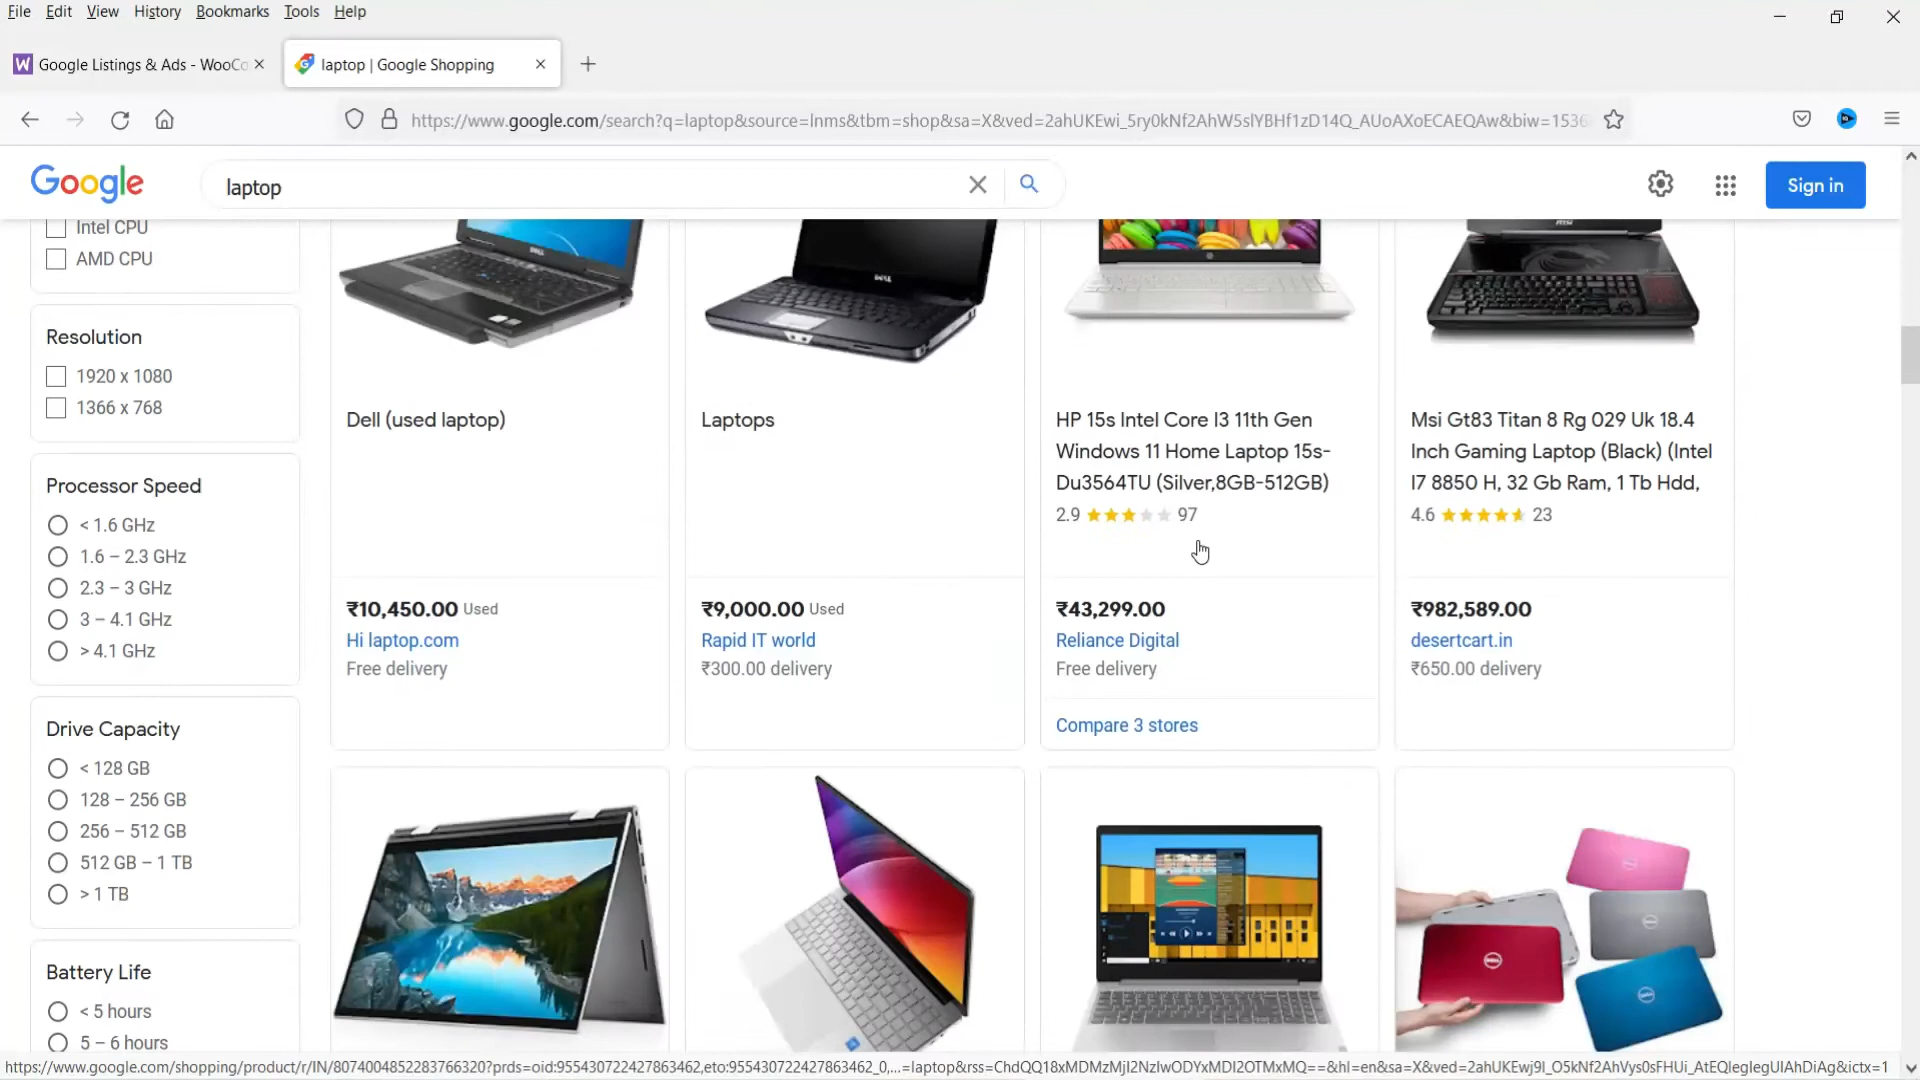 File Edit View History Bookmarks Tools Help
Google Listings & Ads - WooCo
laptop | Google Shopping
https://www.google.com/search?q=laptop&source=lnms&tbm=shop&sa=X&ved=2ahUKEwi_5ry0kNf2AhW5slYBHf1zD14Q_AUoAXoECAEQAw&biw=1536
Google
laptop
Sign in
Intel CPU
AMD CPU
Resolution
1920 x 1080
1366 x 768
Processor Speed
< 1.6 GHz
1.6 – 2.3 GHz
2.3 – 3 GHz
3 – 4.1 GHz
> 4.1 GHz
Drive Capacity
< 128 GB
128 – 256 GB
256 – 512 GB
512 GB – 1 TB
> 1 TB
Battery Life
< 5 hours
5 – 6 hours
Dell (used laptop)
₹10,450.00 Used
Hi laptop.com
Free delivery
Laptops
₹9,000.00 Used
Rapid IT world
₹300.00 delivery
HP 15s Intel Core I3 11th Gen
Windows 11 Home Laptop 15s-
Du3564TU (Silver,8GB-512GB)
2.9 97
₹43,299.00
Reliance Digital
Free delivery
Compare 3 stores
Msi Gt83 Titan 8 Rg 029 Uk 18.4
Inch Gaming Laptop (Black) (Intel
I7 8850 H, 32 Gb Ram, 1 Tb Hdd,
4.6 23
₹982,589.00
desertcart.in
₹650.00 delivery
https://www.google.com/shopping/product/r/IN/8074004852283766320?prds=oid:9554307224278634​62,eto:955430722427863462_0,...=laptop&rss=ChdQQ18xMDMzMjI2NzIwODYxMDI2OTMxMQ==&hl=en&sa=X&ved=2ahUKEwj9I_O5kNf2AhVys0sFHUi_AtEQlegIegUIAhDiAg&ictx=1